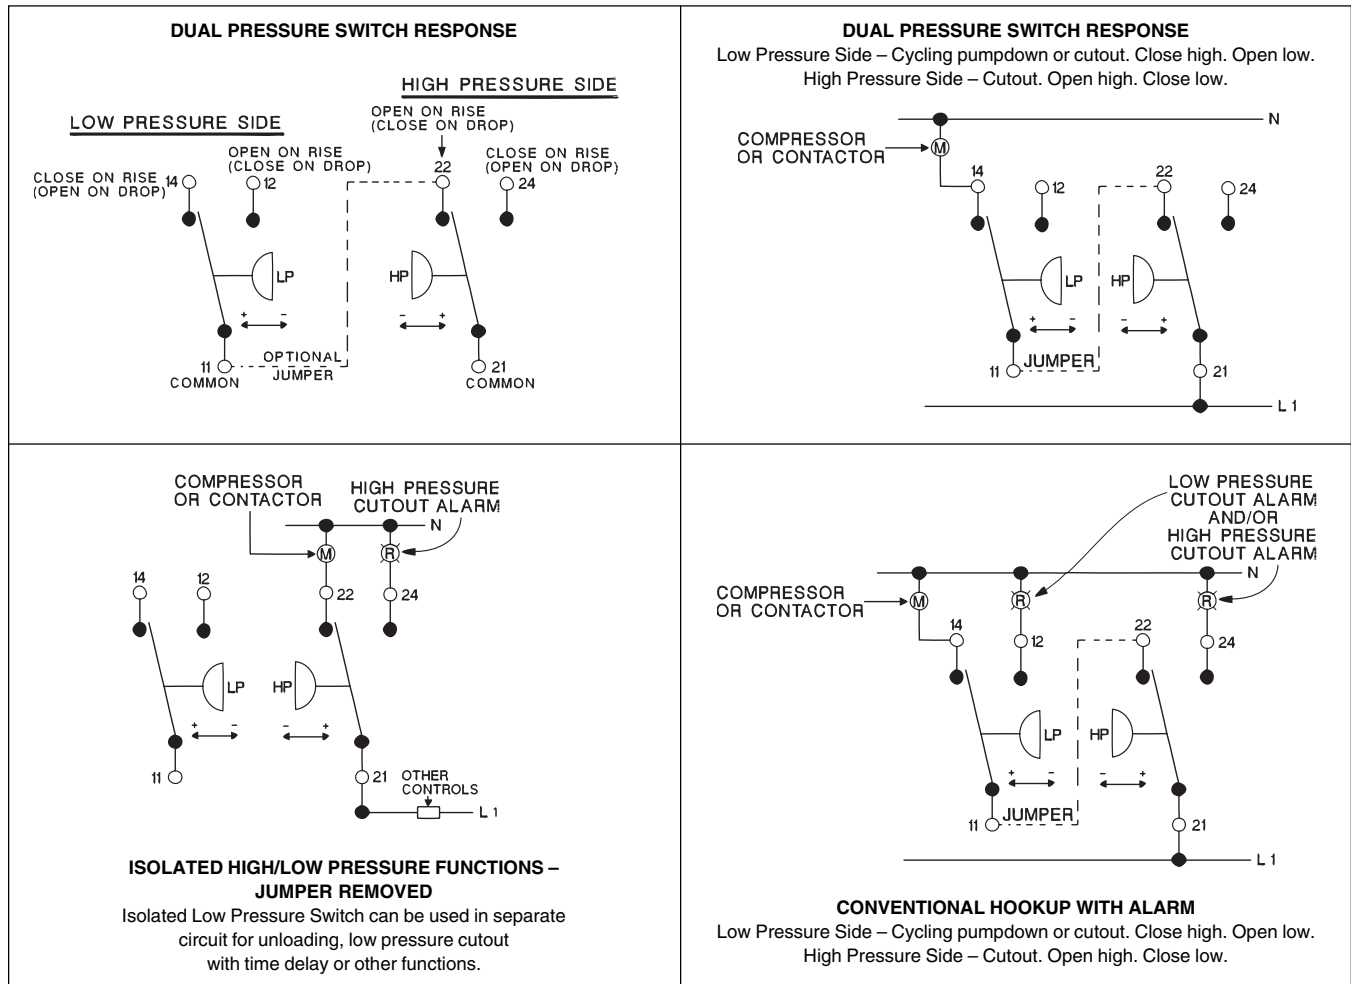 DUAL PRESSURE SWITCH RESPONSE
HIGH PRESSURE SIDE
OPEN ON RISE
(CLOSE ON DROP)
LOW PRESSURE SIDE
OPEN ON RISE
(CLOSE ON DROP)
CLOSE ON RISE
(OPEN ON DROP)
CLOSE ON RISE
(OPEN ON DROP)
14
12
22
24
LP
HP
+ -
- +
11
COMMON
OPTIONAL
JUMPER
21
COMMON
DUAL PRESSURE SWITCH RESPONSE
Low Pressure Side – Cycling pumpdown or cutout. Close high. Open low.
High Pressure Side – Cutout. Open high. Close low.
N
COMPRESSOR
OR CONTACTOR
M
14
12
22
24
LP
HP
+ -
- +
11
JUMPER
21
L 1
COMPRESSOR
OR CONTACTOR
HIGH PRESSURE
CUTOUT ALARM
N
M
R
14
12
22
24
LP
HP
+ -
- +
11
21
OTHER
CONTROLS
L 1
ISOLATED HIGH/LOW PRESSURE FUNCTIONS –
JUMPER REMOVED
Isolated Low Pressure Switch can be used in separate
circuit for unloading, low pressure cutout
with time delay or other functions.
LOW PRESSURE
CUTOUT ALARM
AND/OR
HIGH PRESSURE
CUTOUT ALARM
N
COMPRESSOR
OR CONTACTOR
M
R
R
14
12
22
24
LP
HP
+ -
- +
11
JUMPER
21
L 1
CONVENTIONAL HOOKUP WITH ALARM
Low Pressure Side – Cycling pumpdown or cutout. Close high. Open low.
High Pressure Side – Cutout. Open high. Close low.